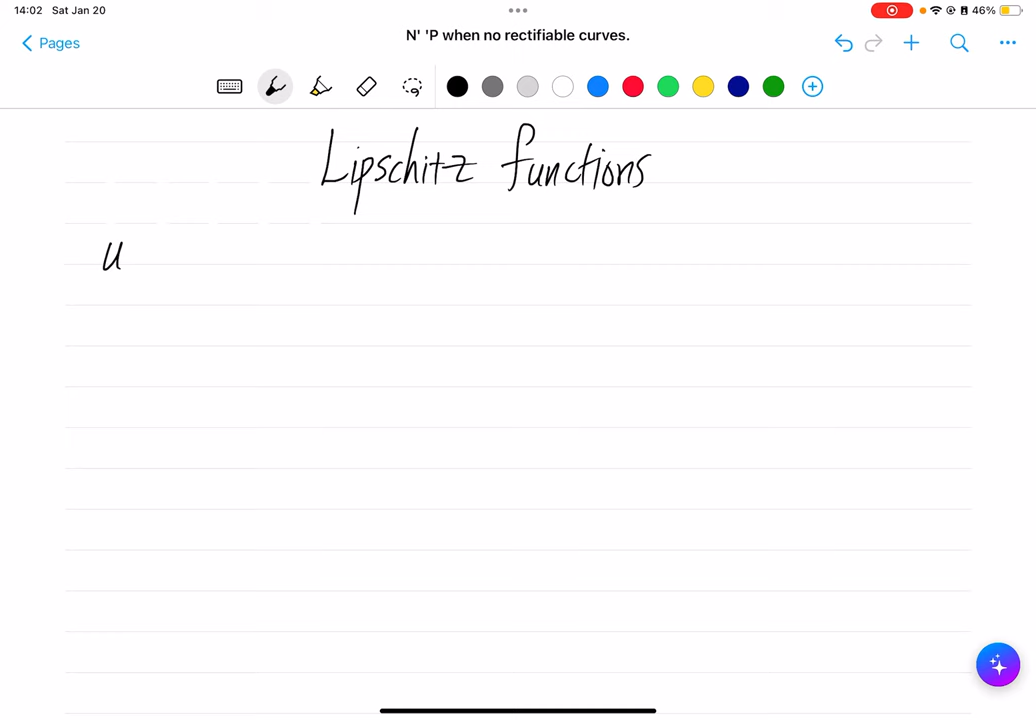 14:02 Sat Jan 20 46%
Pages N' 'P when no rectifiable curves.
Lipschitz functions
u